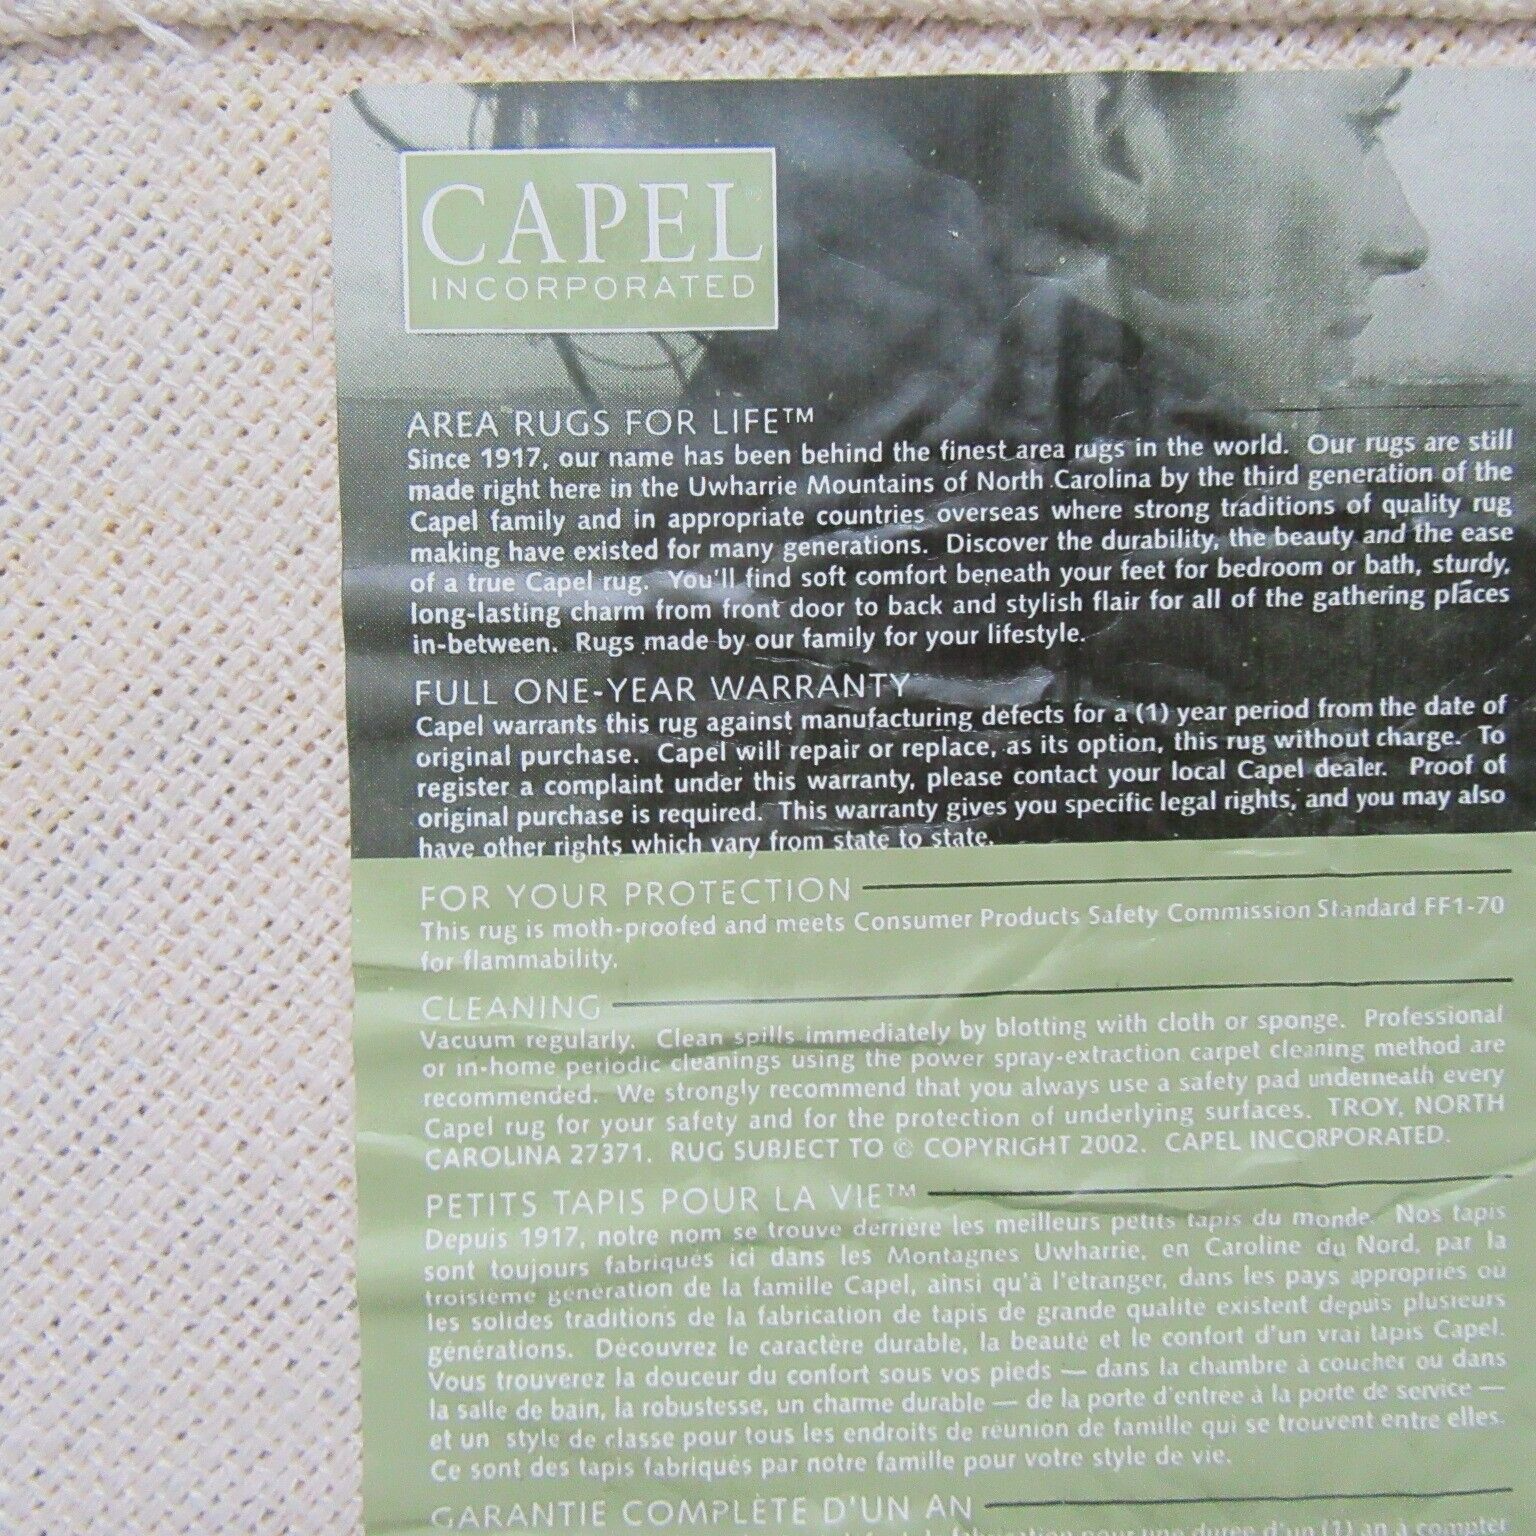 CAPEL
INCORPORATED
AREA RUGS FOR LIFE™
Since 1917, our name has been behind the finest area rugs in the world. Our rugs are still
made right here in the Uwharrie Mountains of North Carolina by the third generation of the
Capel family and in appropriate countries overseas where strong traditions of quality rug
making have existed for many generations. Discover the durability, the beauty and the ease
of a true Capel rug. You'll find soft comfort beneath your feet for bedroom or bath, sturdy,
long-lasting charm from front door to back and stylish flair for all of the gathering places
in-between. Rugs made by our family for your lifestyle.
FULL ONE-YEAR WARRANTY
Capel warrants this rug against manufacturing defects for a (1) year period from the date of
original purchase. Capel will repair or replace, as its option, this rug without charge. To
register a complaint under this warranty, please contact your local Capel dealer. Proof of
original purchase is required. This warranty gives you specific legal rights, and you may also
have other rights which vary from state to state.
FOR YOUR PROTECTION
This rug is moth-proofed and meets Consumer Products Safety Commission Standard FF1-70
for flammability.
CLEANING
Vacuum regularly. Clean spills immediately by blotting with cloth or sponge. Professional
or in-home periodic cleanings using the power spray-extraction carpet cleaning method are
recommended. We strongly recommend that you always use a safety pad underneath every
Capel rug for your safety and for the protection of underlying surfaces. TROY, NORTH
CAROLINA 27371. RUG SUBJECT TO © COPYRIGHT 2002. CAPEL INCORPORATED.
PETITS TAPIS POUR LA VIE™
Depuis 1917, notre nom se trouve derrière les meilleurs petits tapis du monde. Nos tapis
sont toujours fabriqués ici dans les Montagnes Uwharrie, en Caroline du Nord, par la
troisième génération de la famille Capel, ainsi qu'à l'étranger, dans les pays appropriés où
les solides traditions de la fabrication de tapis de grande qualité existent depuis plusieurs
générations. Découvrez le caractère durable, la beauté et le confort d'un vrai tapis Capel.
Vous trouverez la douceur du confort sous vos pieds — dans la chambre à coucher ou dans
la salle de bain, la robustesse, un charme durable — de la porte d'entrée à la porte de service —
et un style de classe pour tous les endroits de réunion de famille qui se trouvent entre elles.
Ce sont des tapis fabriqués par notre famille pour votre style de vie.
GARANTIE COMPLÈTE D'UN AN
fabrication pour une durée d'un (1) an à compter